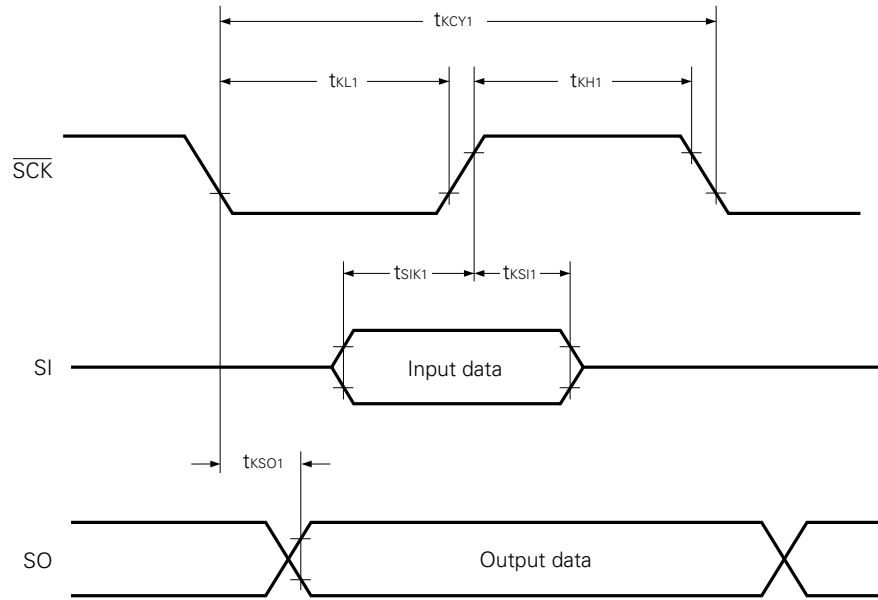 tKCY1
tKL1 tKH1
SCK
tSIK1 tKSI1
SI Input data
tKSO1
SO Output data